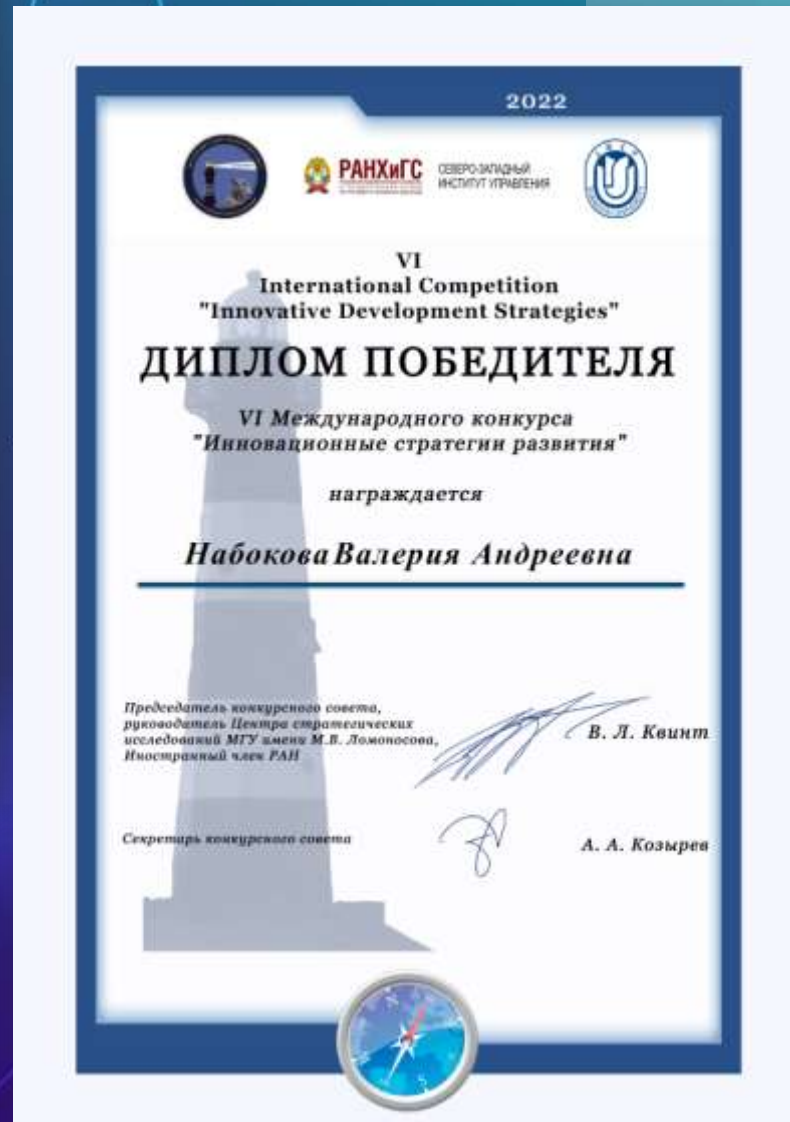 2022
РАНХиГС
СЕВЕРО-ЗАПАДНЫЙ
ИНСТИТУТ УПРАВЛЕНИЯ
VI
International Competition
"Innovative Development Strategies"
ДИПЛОМ ПОБЕДИТЕЛЯ
VI Международного конкурса
"Инновационные стратегии развития"
награждается
Набокова Валерия Андреевна
Председатель конкурсного совета,
руководитель Центра стратегических
исследований МГУ имени М.В. Ломоносова,
Иностранный член РАН
В. Л. Квинт
Секретарь конкурсного совета
А. А. Козырев